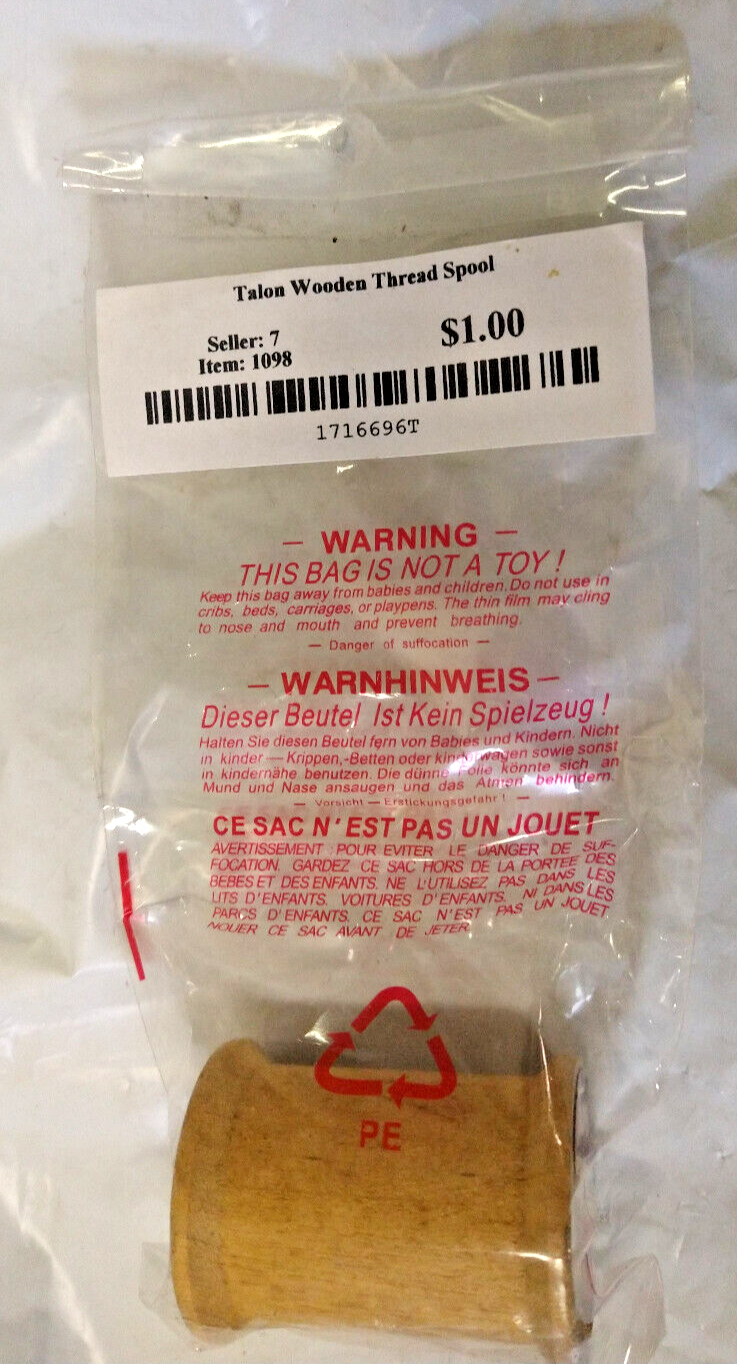 Talon Wooden Thread Spool
Seller: 7
$1.00
Item: 1098
1716696T
— WARNING —
THIS BAG IS NOT A TOY !
Keep this bag away from babies and children. Do not use in
cribs, beds, carriages, or playpens. The thin film may cling
to nose and mouth and prevent breathing.
— Danger of suffocation —
— WARNHINWEIS —
Dieser Beutel Ist Kein Spielzeug !
Halten Sie diesen Beutel fern von Babies und Kindern. Nicht
in kinder — Krippen,-Betten oder kinderwagen sowie sonst
in kindernähe benutzen. Die dünne Folie könnte sich an
Mund und Nase ansaugen und das Atmen behindern.
— Vorsicht — Erstickungsgefahr ! —
CE SAC N'EST PAS UN JOUET
AVERTISSEMENT : POUR EVITER LE DANGER DE SUF-
FOCATION. GARDEZ CE SAC HORS DE LA PORTEE DES
BEBES ET DES ENFANTS. NE L'UTILISEZ PAS DANS LES
LITS D'ENFANTS. VOITURES D'ENFANTS. NI DANS LES
PARCS D'ENFANTS. CE SAC N'EST PAS UN JOUET
NOUER CE SAC AVANT DE JETER
PE